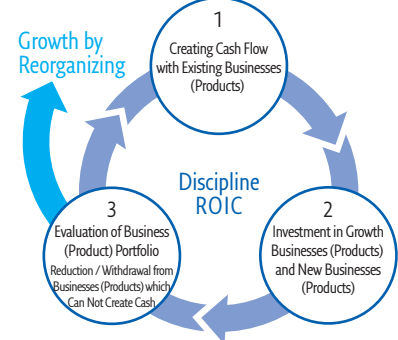 1
Creating Cash Flow
with Existing Businesses
(Products)
Growth by
Reorganizing
Discipline
ROIC
2
Investment in Growth
Businesses (Products)
and New Businesses
(Products)
3
Evaluation of Business
(Product) Portfolio
Reduction / Withdrawal from
Businesses (Products) which
Can Not Create Cash